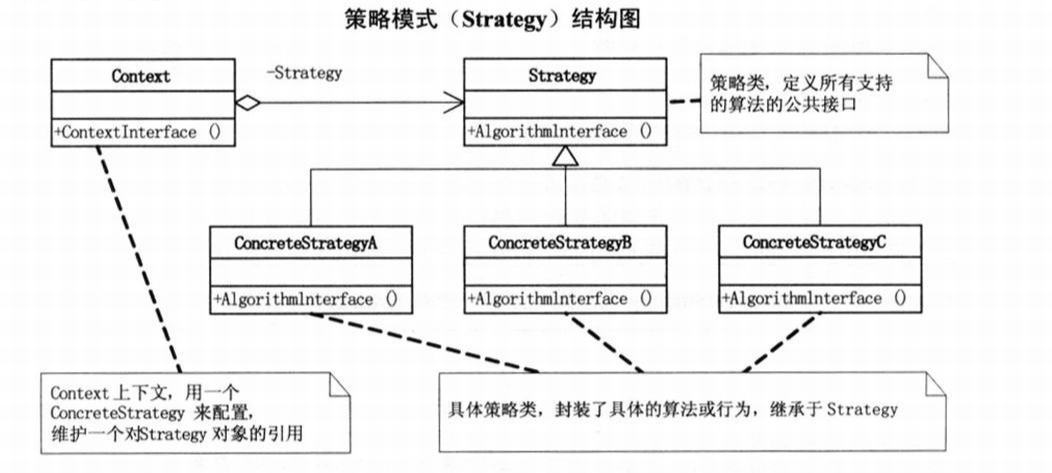 策略模式（Strategy）结构图
Context
-Strategy
Strategy
策略类，定义所有支持
的算法的公共接口
+ContextInterface ()
+AlgorithmInterface ()
ConcreteStrategyA
ConcreteStrategyB
ConcreteStrategyC
+AlgorithmInterface ()
+AlgorithmInterface ()
+AlgorithmInterface ()
Context 上下文，用一个
ConcreteStrategy 来配置，
维护一个对Strategy 对象的引用
具体策略类，封装了具体的算法或行为，继承于 Strategy